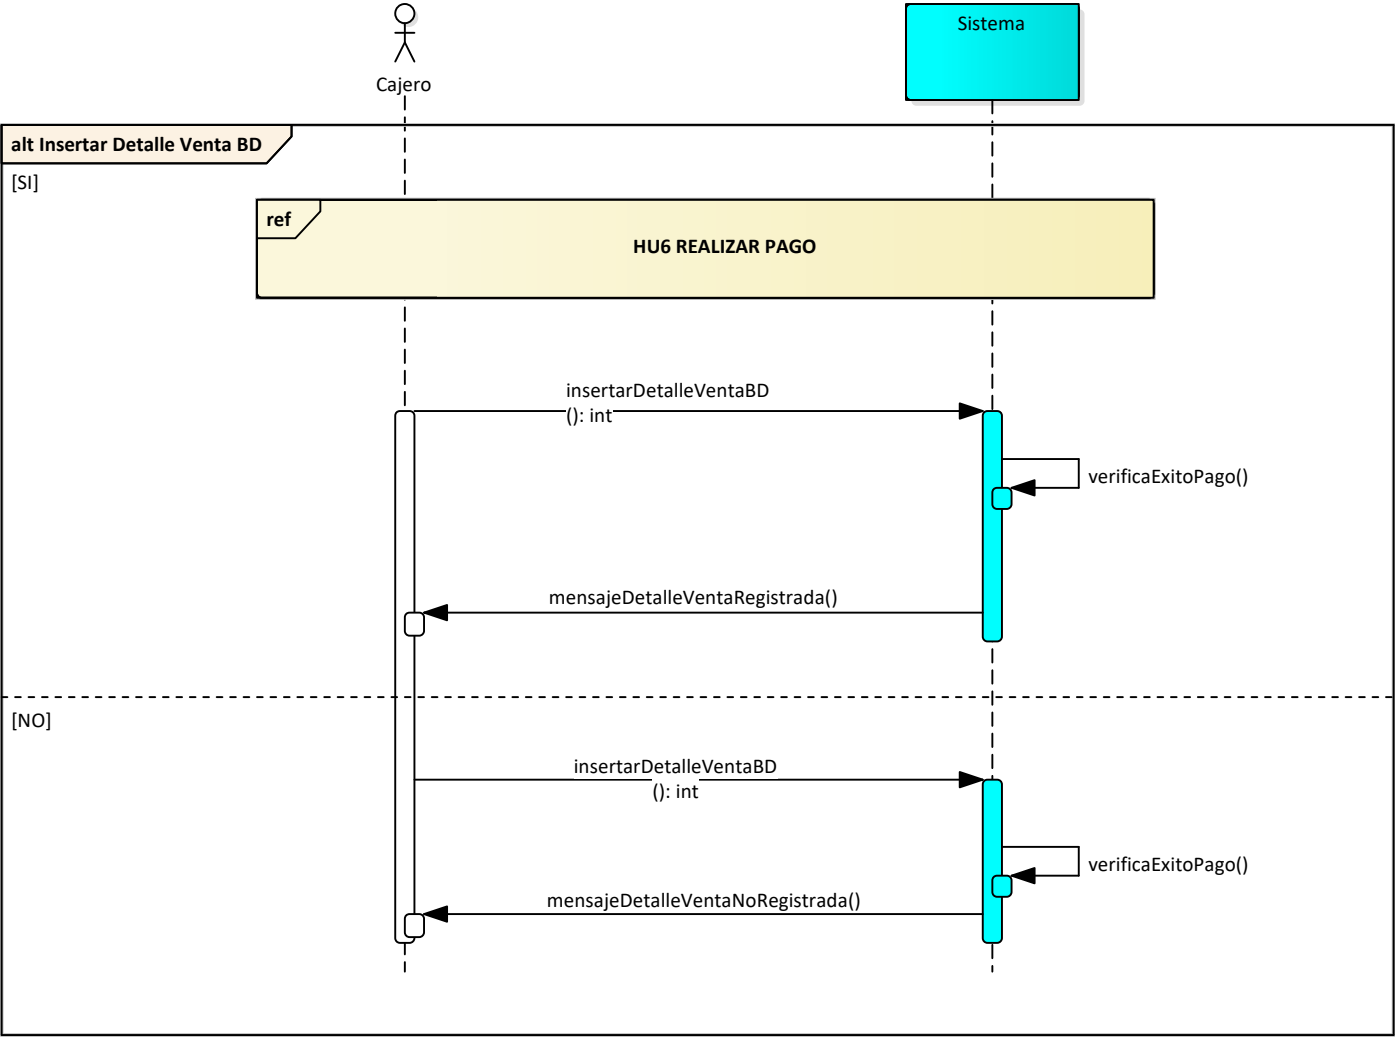 Cajero
Sistema
alt Insertar Detalle Venta BD
[SI]
ref
HU6 REALIZAR PAGO
insertarDetalleVentaBD
(): int
verificaExitoPago()
mensajeDetalleVentaRegistrada()
[NO]
insertarDetalleVentaBD
(): int
verificaExitoPago()
mensajeDetalleVentaNoRegistrada()